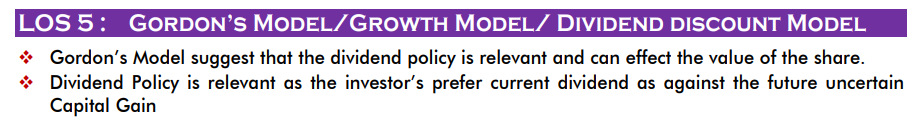 LOS 5 : GORDON'S MODEL/GROWTH MODEL/ DIVIDEND DISCOUNT MODEL
❖ Gordon's Model suggest that the dividend policy is relevant and can effect the value of the share.
❖ Dividend Policy is relevant as the investor's prefer current dividend as against the future uncertain
Capital Gain